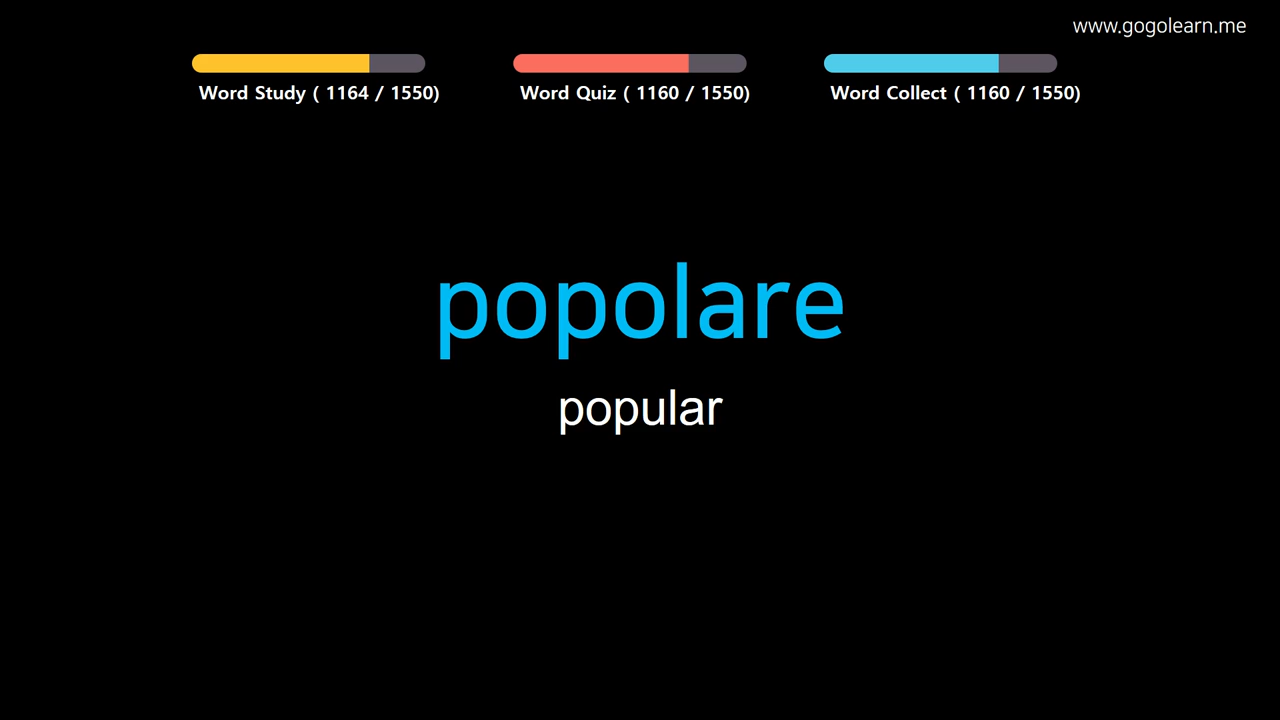 www.gogolearn.me
Word Study ( 1164 / 1550)
Word Quiz ( 1160 / 1550)
Word Collect ( 1160 / 1550)
popolare
popular